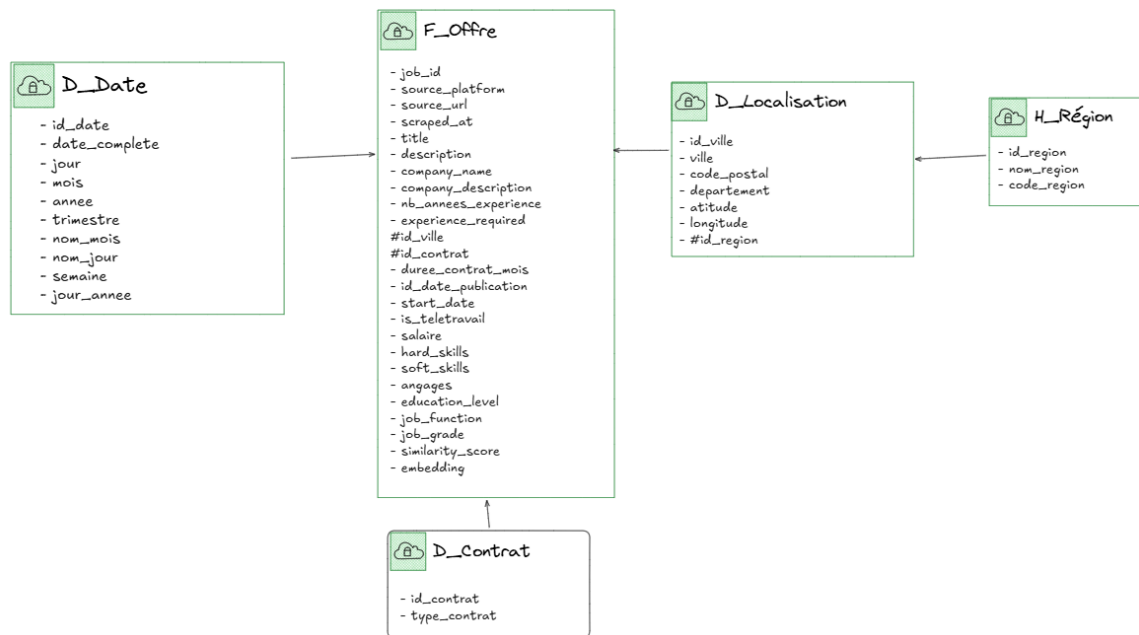 D_Date
- id_date
- date_complete
- jour
- mois
- annee
- trimestre
- nom_mois
- nom_jour
- semaine
- jour_annee
F_Offre
- job_id
- source_platform
- source_url
- scraped_at
- title
- description
- company_name
- company_description
- nb_annees_experience
- experience_required
#id_ville
#id_contrat
- duree_contrat_mois
- id_date_publication
- start_date
- is_teletravail
- salaire
- hard_skills
- soft_skills
- angages
- education_level
- job_function
- job_grade
- similarity_score
- embedding
D_Localisation
- id_ville
- ville
- code_postal
- departement
- atitude
- longitude
- #id_region
H_Région
- id_region
- nom_region
- code_region
D_Contrat
- id_contrat
- type_contrat